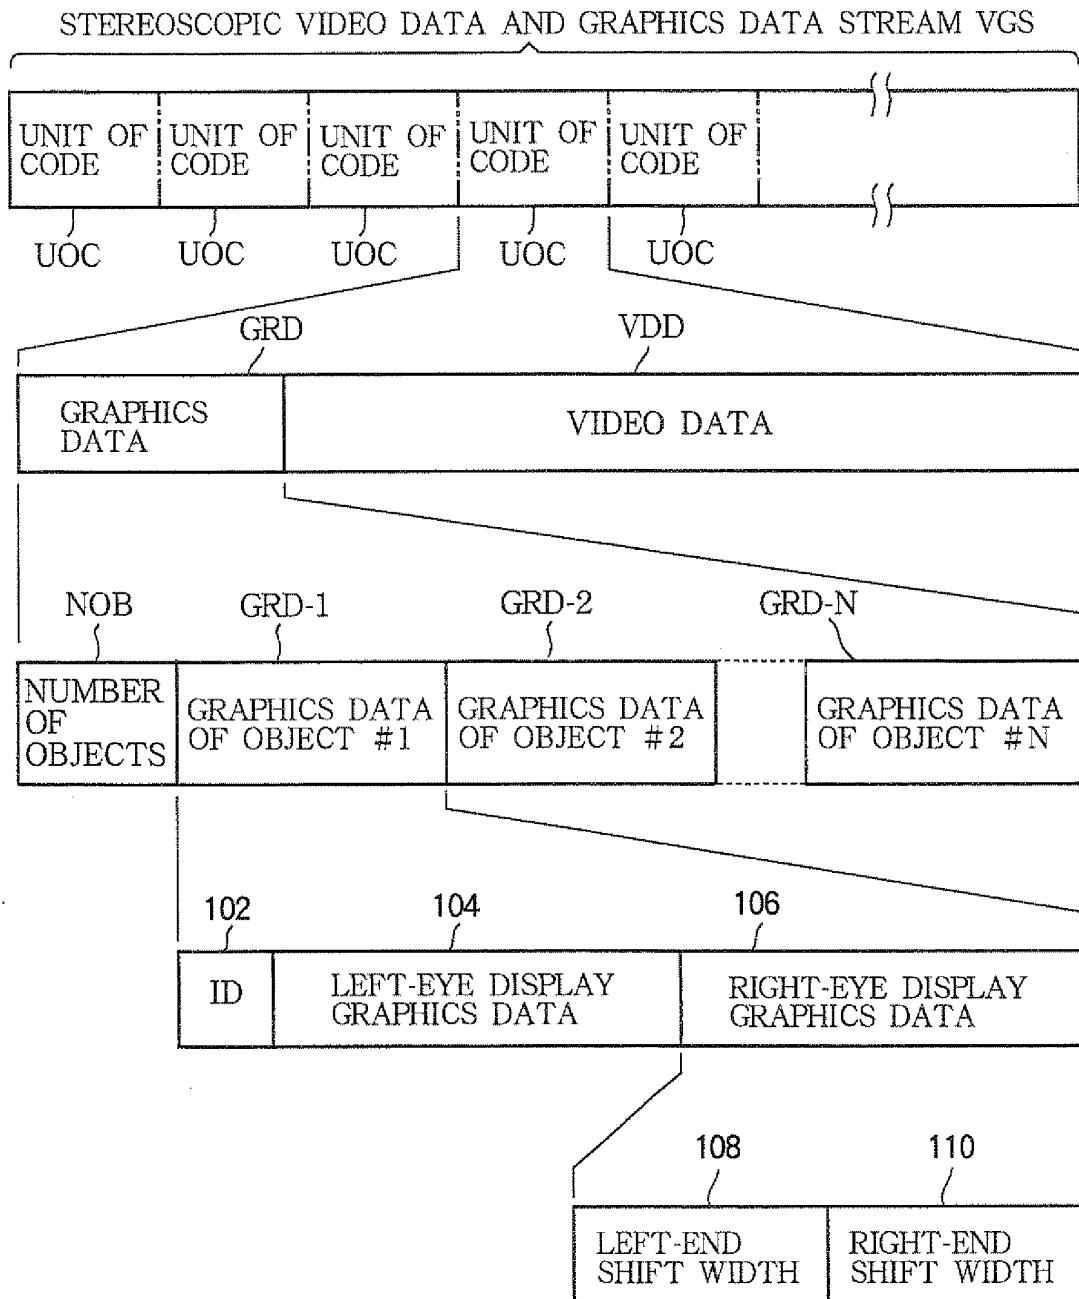 STEREOSCOPIC VIDEO DATA AND GRAPHICS DATA STREAM VGS
UNIT OF CODE
UNIT OF CODE
UNIT OF CODE
UNIT OF CODE
UNIT OF CODE
UOC
UOC
UOC
UOC
UOC
GRD
VDD
GRAPHICS DATA
VIDEO DATA
NOB
GRD-1
GRD-2
GRD-N
NUMBER OF OBJECTS
GRAPHICS DATA OF OBJECT #1
GRAPHICS DATA OF OBJECT #2
GRAPHICS DATA OF OBJECT #N
102
104
106
ID
LEFT-EYE DISPLAY GRAPHICS DATA
RIGHT-EYE DISPLAY GRAPHICS DATA
108
110
LEFT-END SHIFT WIDTH
RIGHT-END SHIFT WIDTH